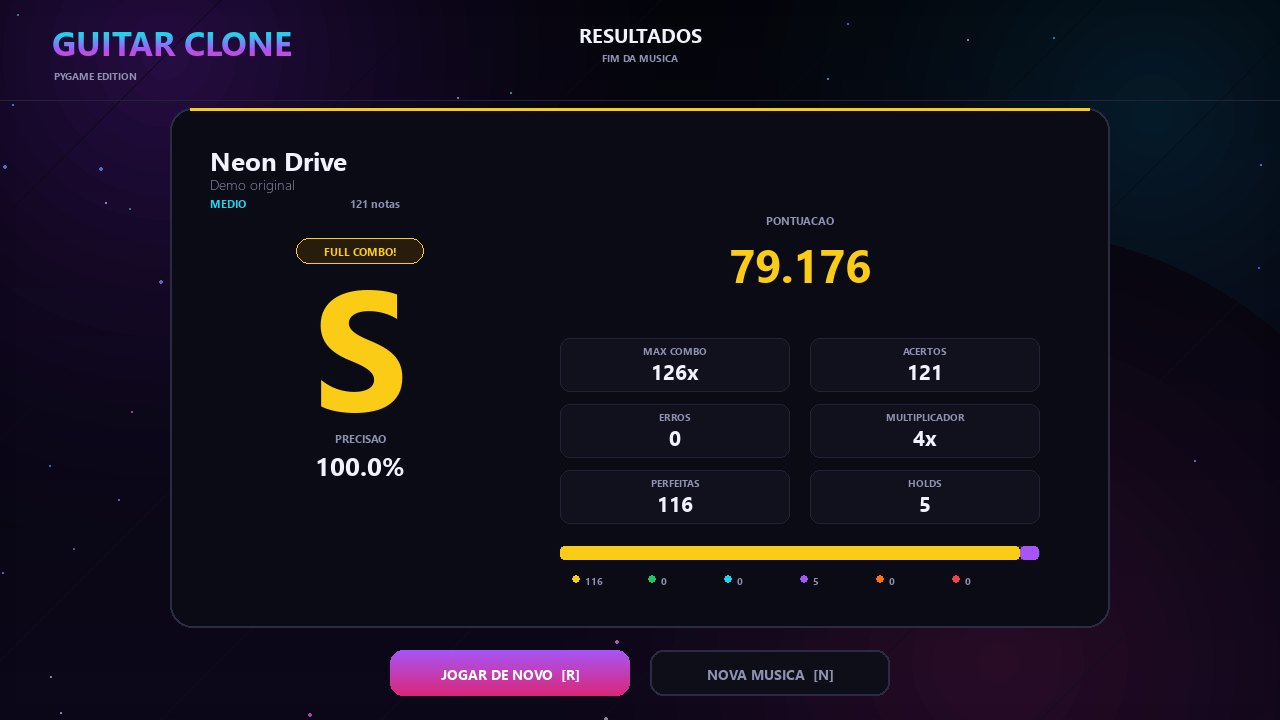 GUITAR CLONE
PYGAME EDITION
RESULTADOS
FIM DA MUSICA
Neon Drive
Demo original
MEDIO 121 notas
FULL COMBO!
S
PRECISAO
100.0%
PONTUACAO
79.176
MAX COMBO
126x
ACERTOS
121
ERROS
0
MULTIPLICADOR
4x
PERFEITAS
116
HOLDS
5
116 0 0 5 0 0
JOGAR DE NOVO [R]
NOVA MUSICA [N]